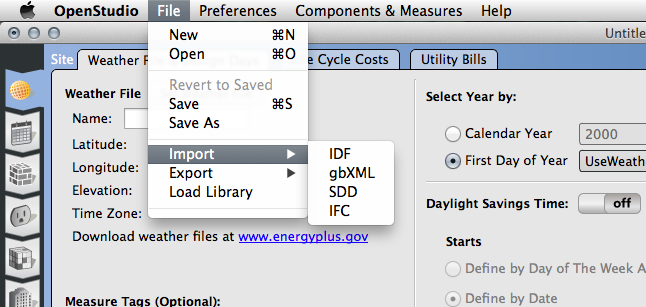 OpenStudio File Preferences Components & Measures Help
Untitle
Site Weather File Cycle Costs Utility Bills
New ⌘N
Open ⌘O
Revert to Saved
Save ⌘S
Save As
Import
Export
Load Library
IDF
gbXML
SDD
IFC
Weather File
Name:
Latitude:
Longitude:
Elevation:
Time Zone:
Download weather files at www.energyplus.gov
Measure Tags (Optional):
Select Year by:
Calendar Year 2000
First Day of Year UseWeath
Daylight Savings Time: off
Starts
Define by Day of The Week A
Define by Date